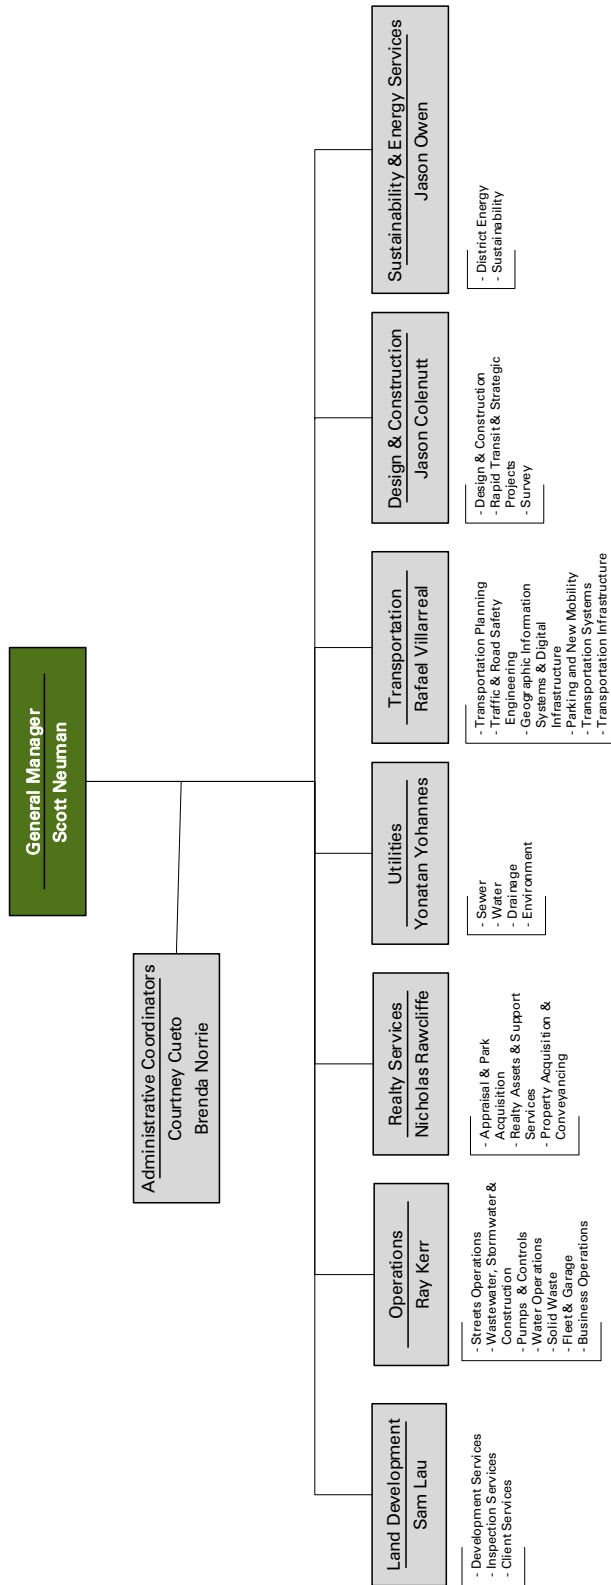 General Manager
Scott Neuman
Administrative Coordinators
Courtney Cueto
Brenda Norrie
Land Development
Sam Lau
- Development Services
- Inspection Services
- Client Services
Operations
Ray Kerr
- Streets Operations
- Wastewater, Stormwater &
Construction
- Pumps & Controls
- Water Operations
- Solid Waste
- Fleet & Garage
- Business Operations
Realty Services
Nicholas Rawcliffe
- Appraisal & Park
Acquisition
- Realty Assets & Support
Services
- Property Acquisition &
Conveyancing
Utilities
Yonatan Yohannes
- Sewer
- Water
- Drainage
- Environment
Transportation
Rafael Villarreal
- Transportation Planning
- Traffic & Road Safety
Engineering
- Geographic Information
Systems & Digital
Infrastructure
- Parking and New Mobility
- Transportation Systems
- Transportation Infrastructure
Design & Construction
Jason Colenutt
- Design & Construction
- Rapid Transit & Strategic
Projects
- Survey
Sustainability & Energy Services
Jason Owen
- District Energy
- Sustainability